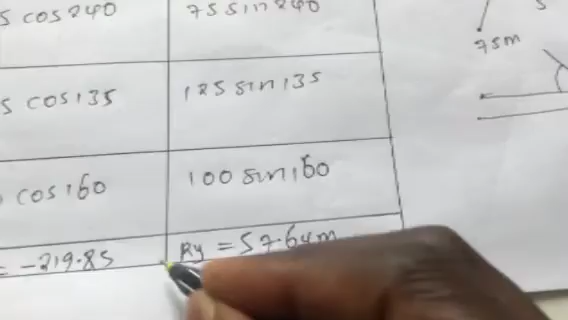 5 cos240 75 sin240
5 cos135 125 sin135
cos160 100 sin160
= -219.85 Ry = 57.64m
75m